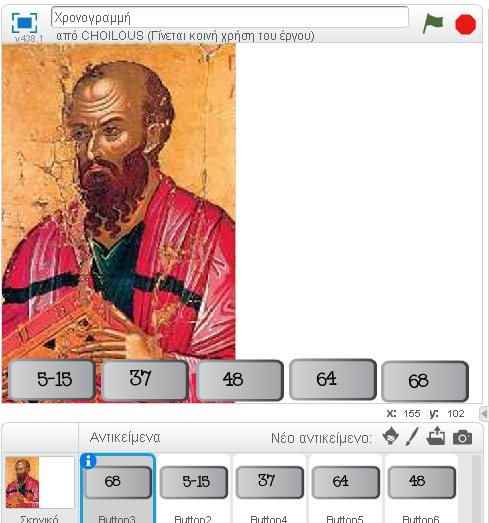 Χρονογραμμή
v438.1
από CHOILOUS (Γίνεται κοινή χρήση του έργου)
5-15 37 48 64 68
x: 155 y: 102
Αντικείμενα Νέο αντικείμενο:
68 5-15 37 64 48
Σκηνικό Button3 Button2 Button4 Button5 Button6